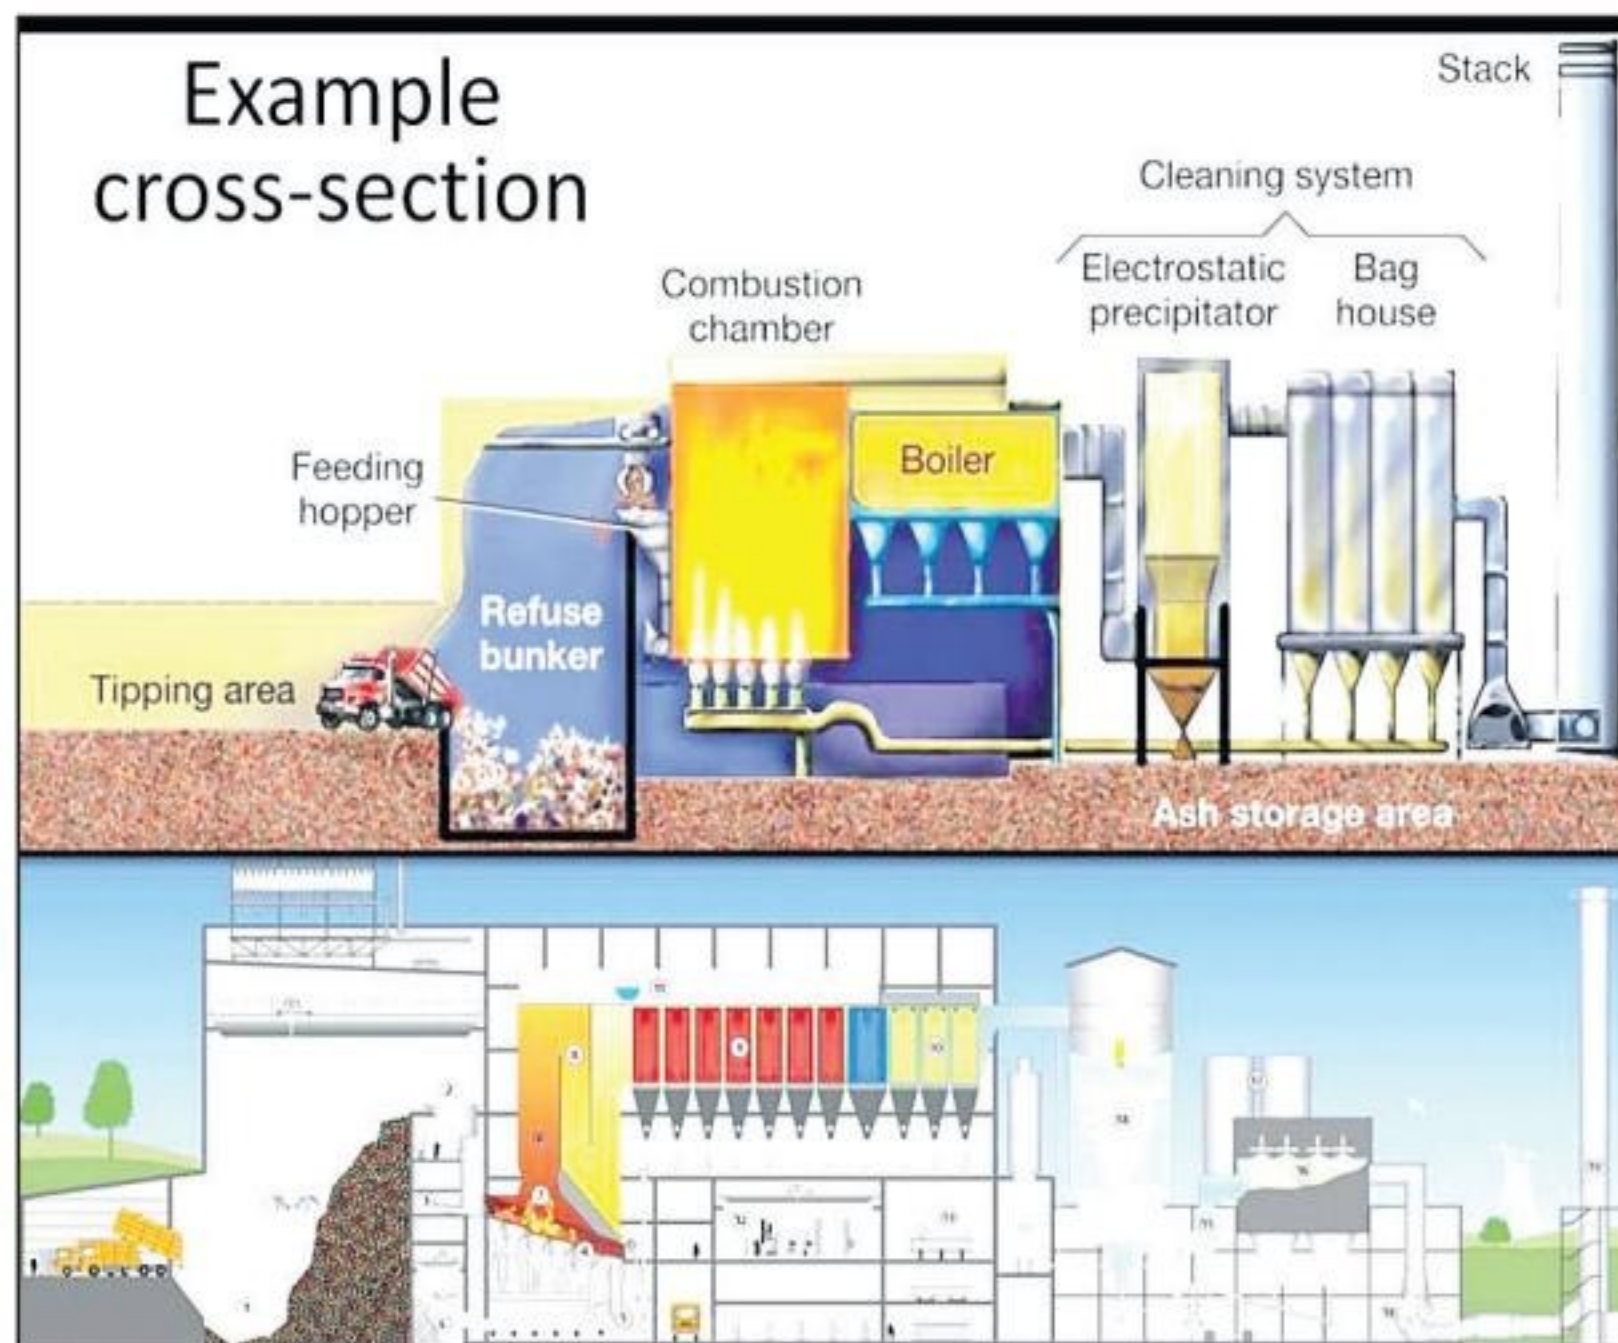 Example
cross-section
Stack
Cleaning system
Electrostatic
precipitator
Bag
house
Combustion
chamber
Feeding
hopper
Boiler
Refuse
bunker
Tipping area
Ash storage area